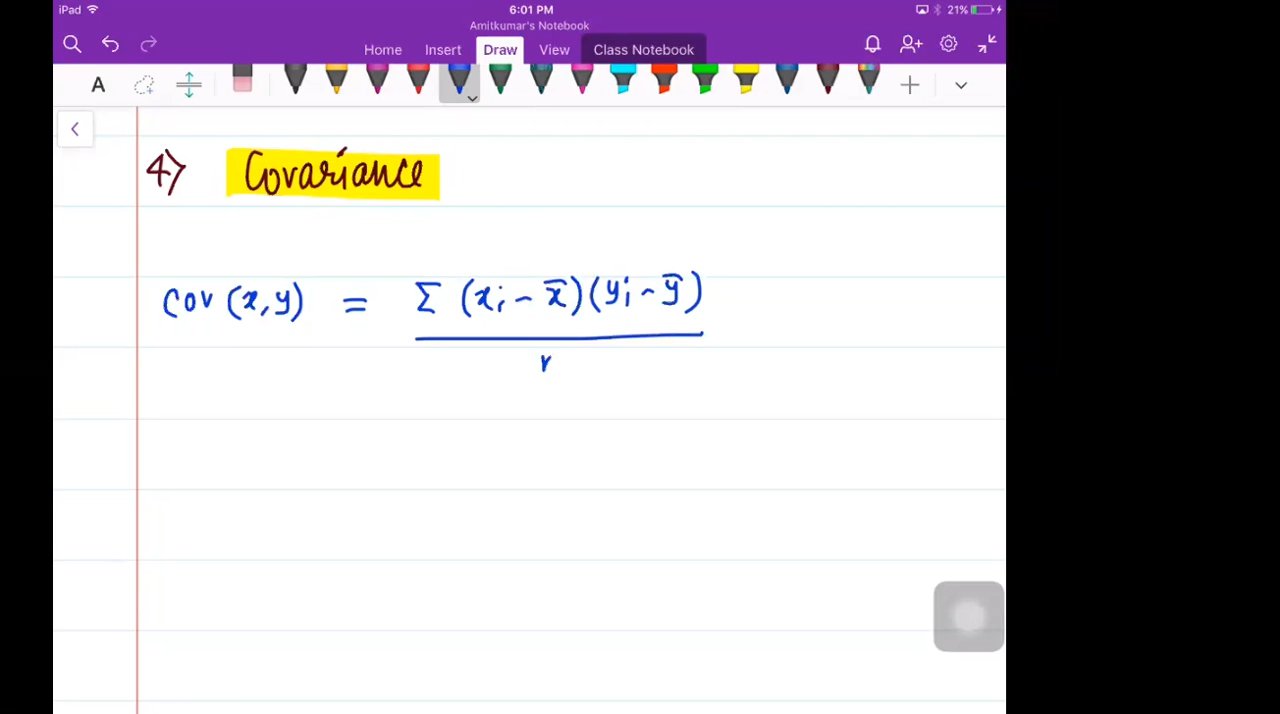 iPad 6:01 PM 21%
Amitkumar's Notebook
Home Insert Draw View Class Notebook
A
4) Covariance
Cov (x, y) = Σ (xi - x̄)(yi - ȳ)